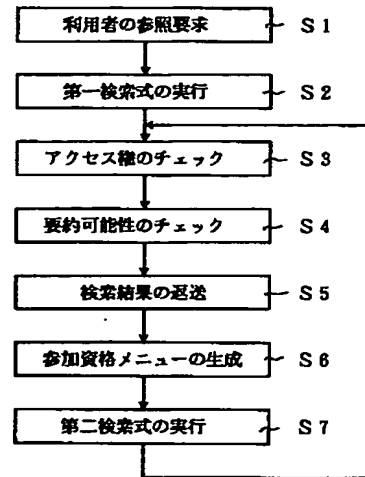 利用者の参照要求 S1
第一検索式の実行 S2
アクセス権のチェック S3
要約可能性のチェック S4
検索結果の返送 S5
参加資格メニューの生成 S6
第二検索式の実行 S7